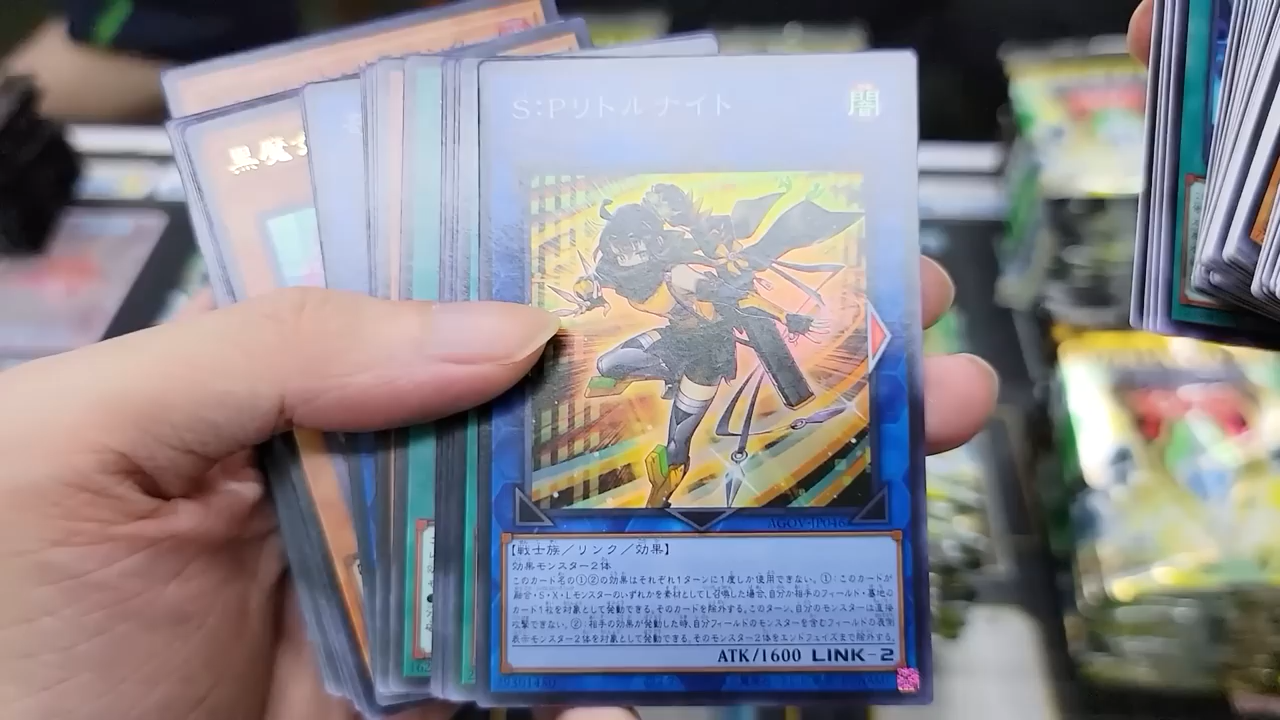 S:Pリトルナイト
闇
黒魔
AGOV-JP046
【戦士族/リンク/効果】
効果モンスター2体
このカード名の①②の効果はそれぞれ1ターンに1度しか使用できない。①:このカードが
融合・S・X・Lモンスターのいずれかを素材としてL召喚した場合、自分か相手のフィールド・墓地の
カード1枚を対象として発動できる。そのカードを除外する。このターン、自分のモンスターは直接
攻撃できない。②:相手の効果が発動した時、自分フィールドのモンスターを含むフィールドの表側
表示モンスター2体を対象として発動できる。そのモンスター2体をエンドフェイズまで除外する。
ATK/1600 LINK-2